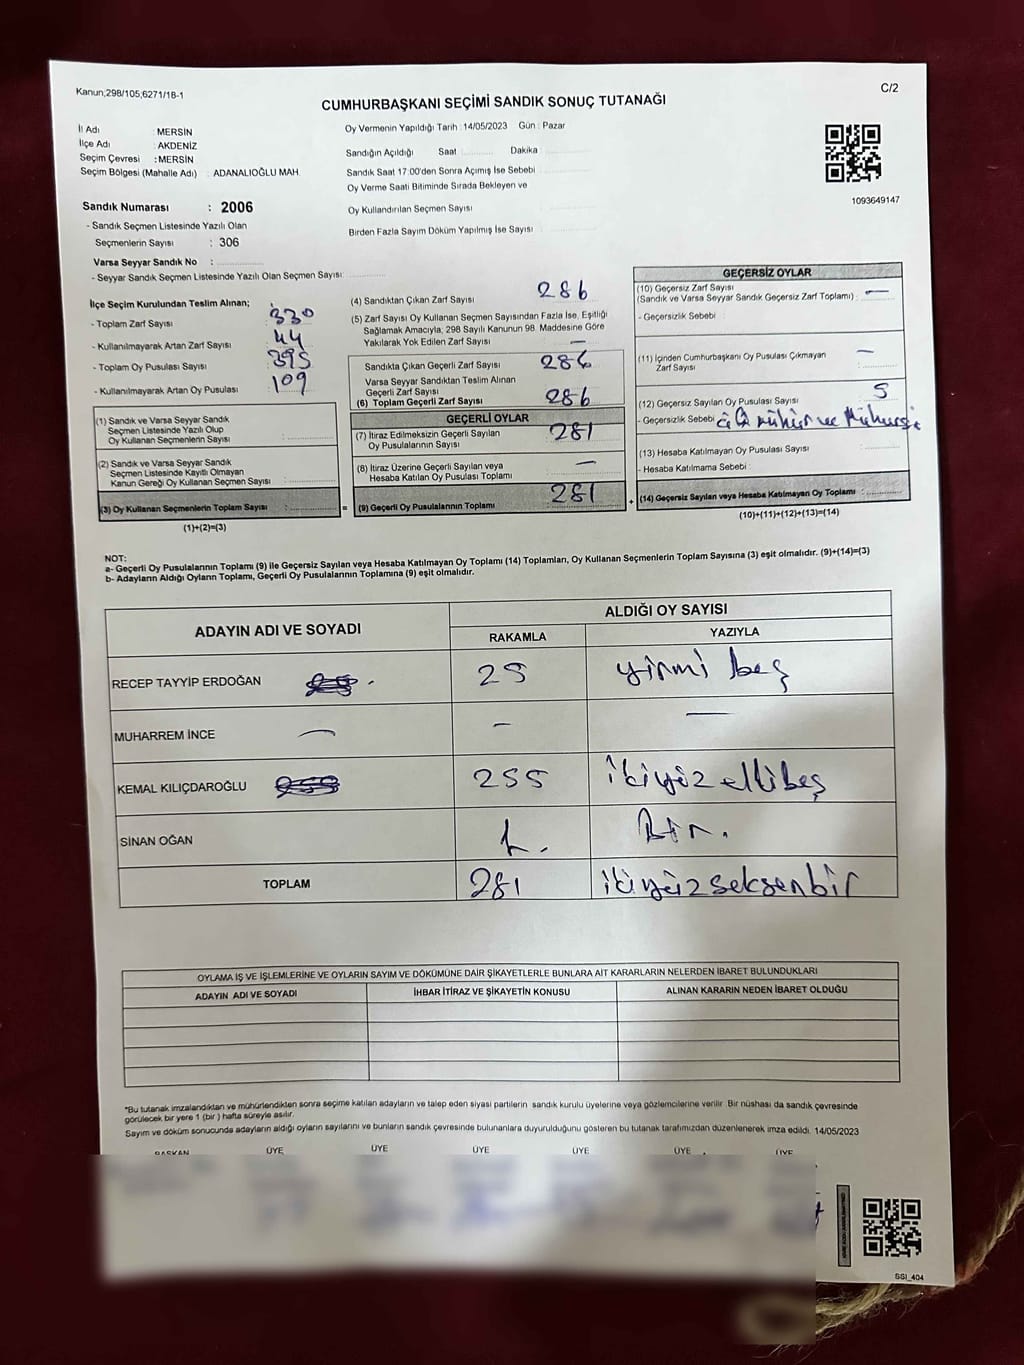 Kanun;298/105;6271/18-1
C/2
CUMHURBAŞKANI SEÇİMİ SANDIK SONUÇ TUTANAĞI
İl Adı : MERSİN
İlçe Adı AKDENİZ
Seçim Çevresi : MERSİN
Seçim Bölgesi (Mahalle Adı) : ADANALIOĞLU MAH.
Sandık Numarası : 2006
- Sandık Seçmen Listesinde Yazılı Olan
Seçmenlerin Sayısı : 306
Varsa Seyyar Sandık No :
- Seyyar Sandık Seçmen Listesinde Yazılı Olan Seçmen Sayısı:
Oy Vermenin Yapıldığı Tarih :14/05/2023 Gün : Pazar
Sandığın Açıldığı Saat Dakika
Sandık Saat 17:00'den Sonra Açımış İse Sebebi
Oy Verme Saati Bitiminde Sırada Bekleyen ve
Oy Kullandırılan Seçmen Sayısı
Birden Fazla Sayım Döküm Yapılmış İse Sayısı:
1093649147
İlçe Seçim Kurulundan Teslim Alınan;
- Toplam Zarf Sayısı : 330
- Kullanılmayarak Artan Zarf Sayısı : 44
- Toplam Oy Pusulası Sayısı : 395
- Kullanılmayarak Artan Oy Pusulası : 109
(1) Sandık ve Varsa Seyyar Sandık
Seçmen Listesinde Yazılı Olup
Oy Kullanan Seçmenlerin Sayısı :
(2) Sandık ve Varsa Seyyar Sandık
Seçmen Listesinde Kayıtlı Olmayan
Kanun Gereği Oy Kullanan Seçmen Sayısı :
(3) Oy Kullanan Seçmenlerin Toplam Sayısı : =
(1)+(2)=(3)
(4) Sandıktan Çıkan Zarf Sayısı 286
(5) Zarf Sayısı Oy Kullanan Seçmen Sayısından Fazla İse, Eşitliği
Sağlamak Amacıyla; 298 Sayılı Kanunun 98. Maddesine Göre
Yakılarak Yok Edilen Zarf Sayısı —
Sandıkta Çıkan Geçerli Zarf Sayısı 286
Varsa Seyyar Sandıktan Teslim Alınan
Geçerli Zarf Sayısı
(6) Toplam Geçerli Zarf Sayısı 286
GEÇERLİ OYLAR
(7) İtiraz Edilmeksizin Geçerli Sayılan
Oy Pusulasının Sayısı 281
(8) İtiraz Üzerine Geçerli Sayılan veya
Hesaba Katılan Oy Pusulası Toplamı —
(9) Geçerli Oy Pusulalarının Toplamı 281 +
GEÇERSİZ OYLAR
(10) Geçersiz Zarf Sayısı
(Sandık ve Varsa Seyyar Sandık Geçersiz Zarf Toplamı) : —
- Geçersizlik Sebebi :
(11) İçinden Cumhurbaşkanı Oy Pusulası Çıkmayan —
Zarf Sayısı
(12) Geçersiz Sayılan Oy Pusulası Sayısı 5
- Geçersizlik Sebebi mühür ve
(13) Hesaba Katılmayan Oy Pusulası Sayısı
- Hesaba Katılmama Sebebi :
(14) Geçersiz Sayılan veya Hesaba Katılmayan Oy Toplamı :
(10)+(11)+(12)+(13)=(14)
NOT:
a- Geçerli Oy Pusulalarının Toplamı (9) ile Geçersiz Sayılan veya Hesaba Katılmayan Oy Toplamı (14) Toplamları, Oy Kullanan Seçmenlerin Toplam Sayısına (3) eşit olmalıdır. (9)+(14)=(3)
b- Adayların Aldığı Oyların Toplamı, Geçerli Oy Pusulalarının Toplamına (9) eşit olmalıdır.
ADAYIN ADI VE SOYADI ALDIĞI OY SAYISI
RAKAMLA YAZIYLA
RECEP TAYYİP ERDOĞAN 25 yirmi beş
MUHARREM İNCE — — —
KEMAL KILIÇDAROĞLU 255 ikiyüzellibeş
SİNAN OĞAN 1. Bir.
TOPLAM 281 ikiyüzseksenbir
OYLAMA İŞ VE İŞLEMLERİNE VE OYLARIN SAYIM VE DÖKÜMÜNE DAİR ŞİKAYETLERLE BUNLARA AİT KARARLARIN NELERDEN İBARET BULUNDUKLARI
ADAYIN ADI VE SOYADI İHBAR İTİRAZ VE ŞİKAYETİN KONUSU ALINAN KARARIN NEDEN İBARET OLDUĞU
*Bu tutanak imzalandıktan ve mühürlendikten sonra seçime katılan adayların ve talep eden siyasi partilerin sandık kurulu üyelerine veya gözlemcilerine verilir. Bir nüshası da sandık çevresinde
görülecek bir yere 1 (bir ) hafta süreyle asılır.
Sayım ve döküm sonucunda adayların aldığı oyların sayılarını ve bunların sandık çevresinde bulunanlara duyurulduğunu gösteren bu tutanak tarafımızdan düzenlenerek imza edildi. 14/05/2023
BAŞKAN ÜYE ÜYE ÜYE ÜYE ÜYE ÜYE
SSI_404